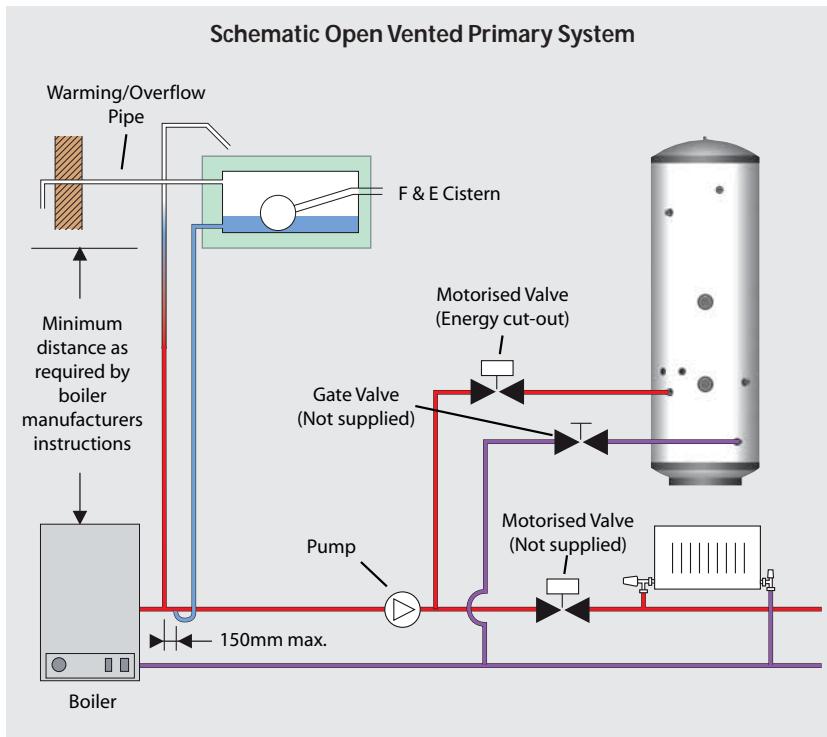 Schematic Open Vented Primary System
Warming/Overflow
Pipe
F & E Cistern
Minimum
distance as
required by
boiler
manufacturers
instructions
Motorised Valve
(Energy cut-out)
Gate Valve
(Not supplied)
Motorised Valve
(Not supplied)
Pump
150mm max.
Boiler